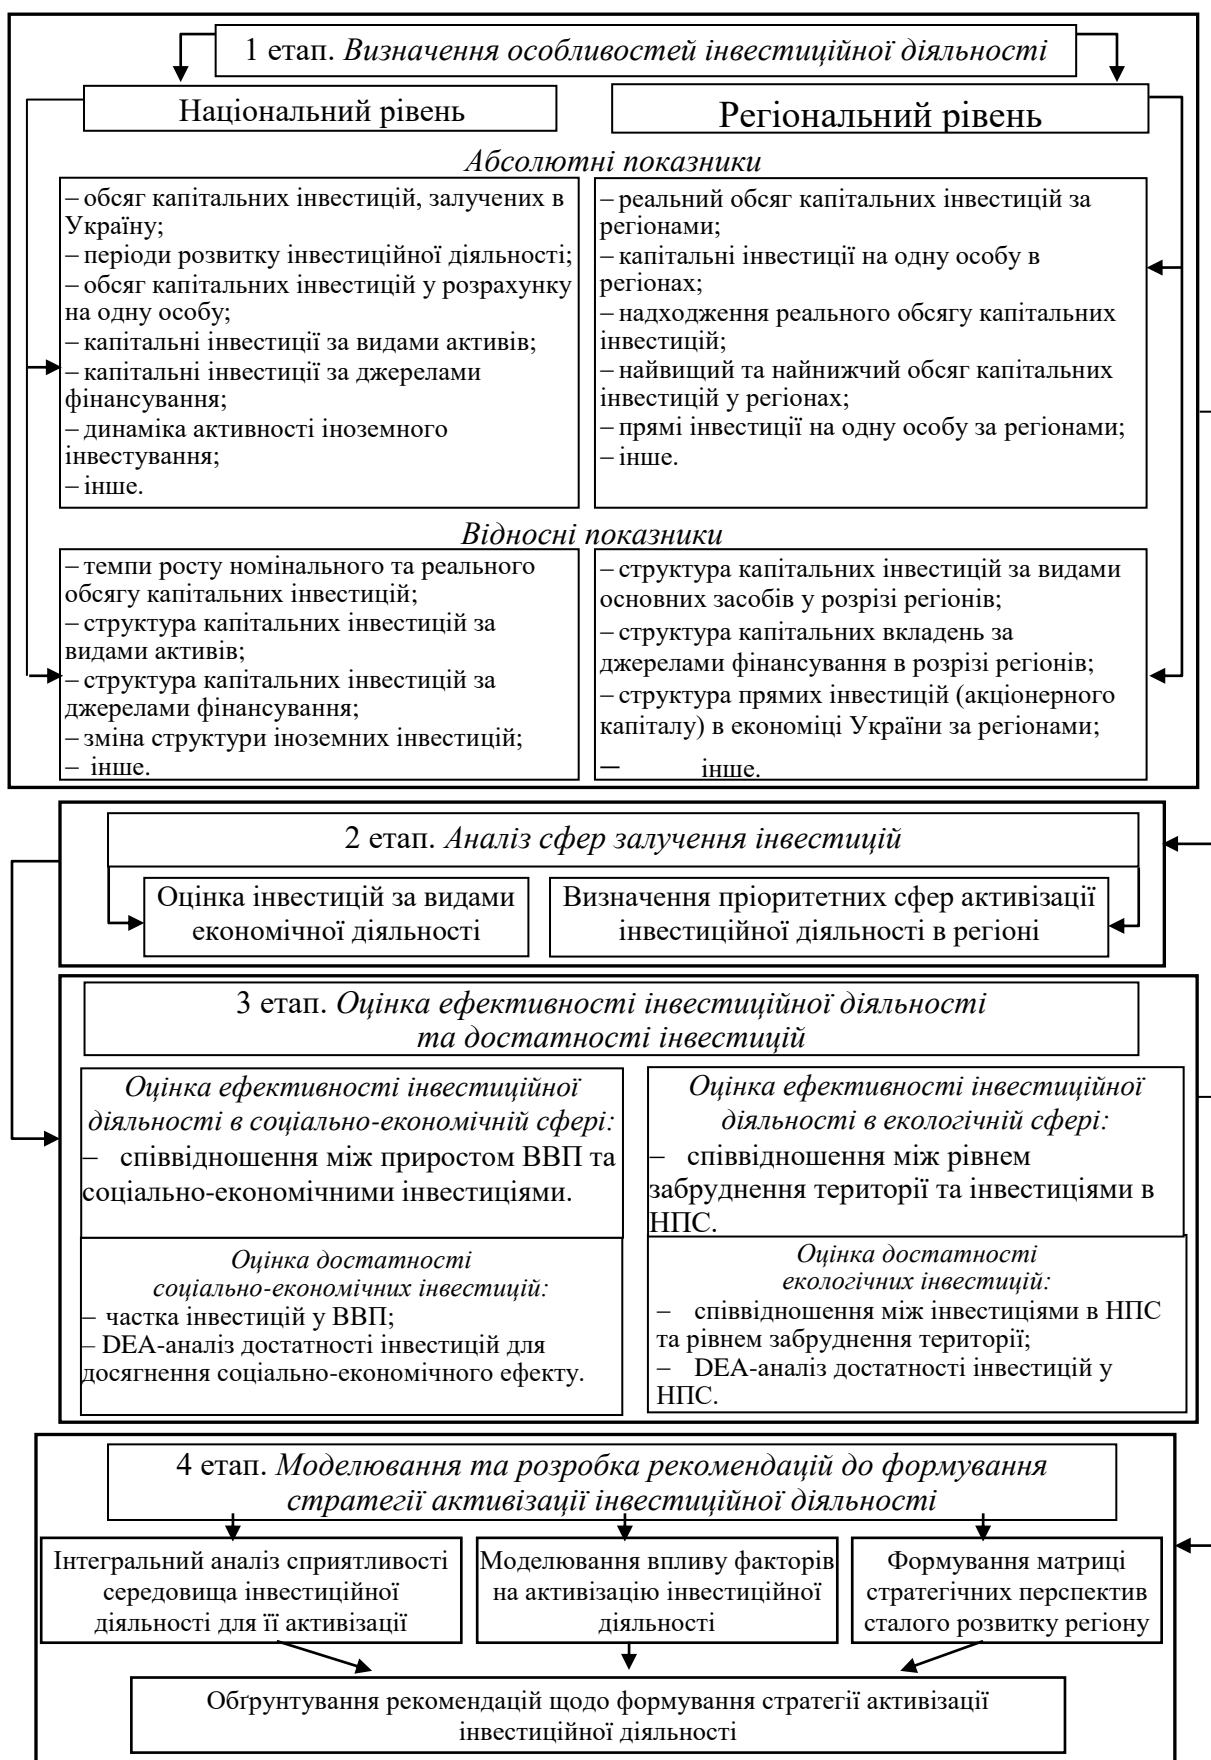 1 етап. Визначення особливостей інвестиційної діяльності
Національний рівень
Регіональний рівень
Абсолютні показники
– обсяг капітальних інвестицій, залучених в
Україну;
– періоди розвитку інвестиційної діяльності;
– обсяг капітальних інвестицій у розрахунку
на одну особу;
– капітальні інвестиції за видами активів;
– капітальні інвестиції за джерелами
фінансування;
– динаміка активності іноземного
інвестування;
– інше.
– реальний обсяг капітальних інвестицій за
регіонами;
– капітальні інвестиції на одну особу в
регіонах;
– надходження реального обсягу капітальних
інвестицій;
– найвищий та найнижчий обсяг капітальних
інвестицій у регіонах;
– прямі інвестиції на одну особу за регіонами;
– інше.
Відносні показники
– темпи росту номінального та реального
обсягу капітальних інвестицій;
– структура капітальних інвестицій за
видами активів;
– структура капітальних інвестицій за
джерелами фінансування;
– зміна структури іноземних інвестицій;
– інше.
– структура капітальних інвестицій за видами
основних засобів у розрізі регіонів;
– структура капітальних вкладень за
джерелами фінансування в розрізі регіонів;
– структура прямих інвестицій (акціонерного
капіталу) в економіці України за регіонами;
– інше.
2 етап. Аналіз сфер залучення інвестицій
Оцінка інвестицій за видами
економічної діяльності
Визначення пріоритетних сфер активізації
інвестиційної діяльності в регіоні
3 етап. Оцінка ефективності інвестиційної діяльності
та достатності інвестицій
Оцінка ефективності інвестиційної
діяльності в соціально-економічній сфері:
– співвідношення між приростом ВВП та
соціально-економічними інвестиціями.
Оцінка ефективності інвестиційної
діяльності в екологічній сфері:
– співвідношення між рівнем
забруднення території та інвестиціями в
НПС.
Оцінка достатності
соціально-економічних інвестицій:
– частка інвестицій у ВВП;
– DEA-аналіз достатності інвестицій для
досягнення соціально-економічного ефекту.
Оцінка достатності
екологічних інвестицій:
– співвідношення між інвестиціями в НПС
та рівнем забруднення території;
– DEA-аналіз достатності інвестицій у
НПС.
4 етап. Моделювання та розробка рекомендацій до формування
стратегії активізації інвестиційної діяльності
Інтегральний аналіз сприятливості
середовища інвестиційної
діяльності для її активізації
Моделювання впливу факторів
на активізацію інвестиційної
діяльності
Формування матриці
стратегічних перспектив
сталого розвитку регіону
Обґрунтування рекомендацій щодо формування стратегії активізації
інвестиційної діяльності